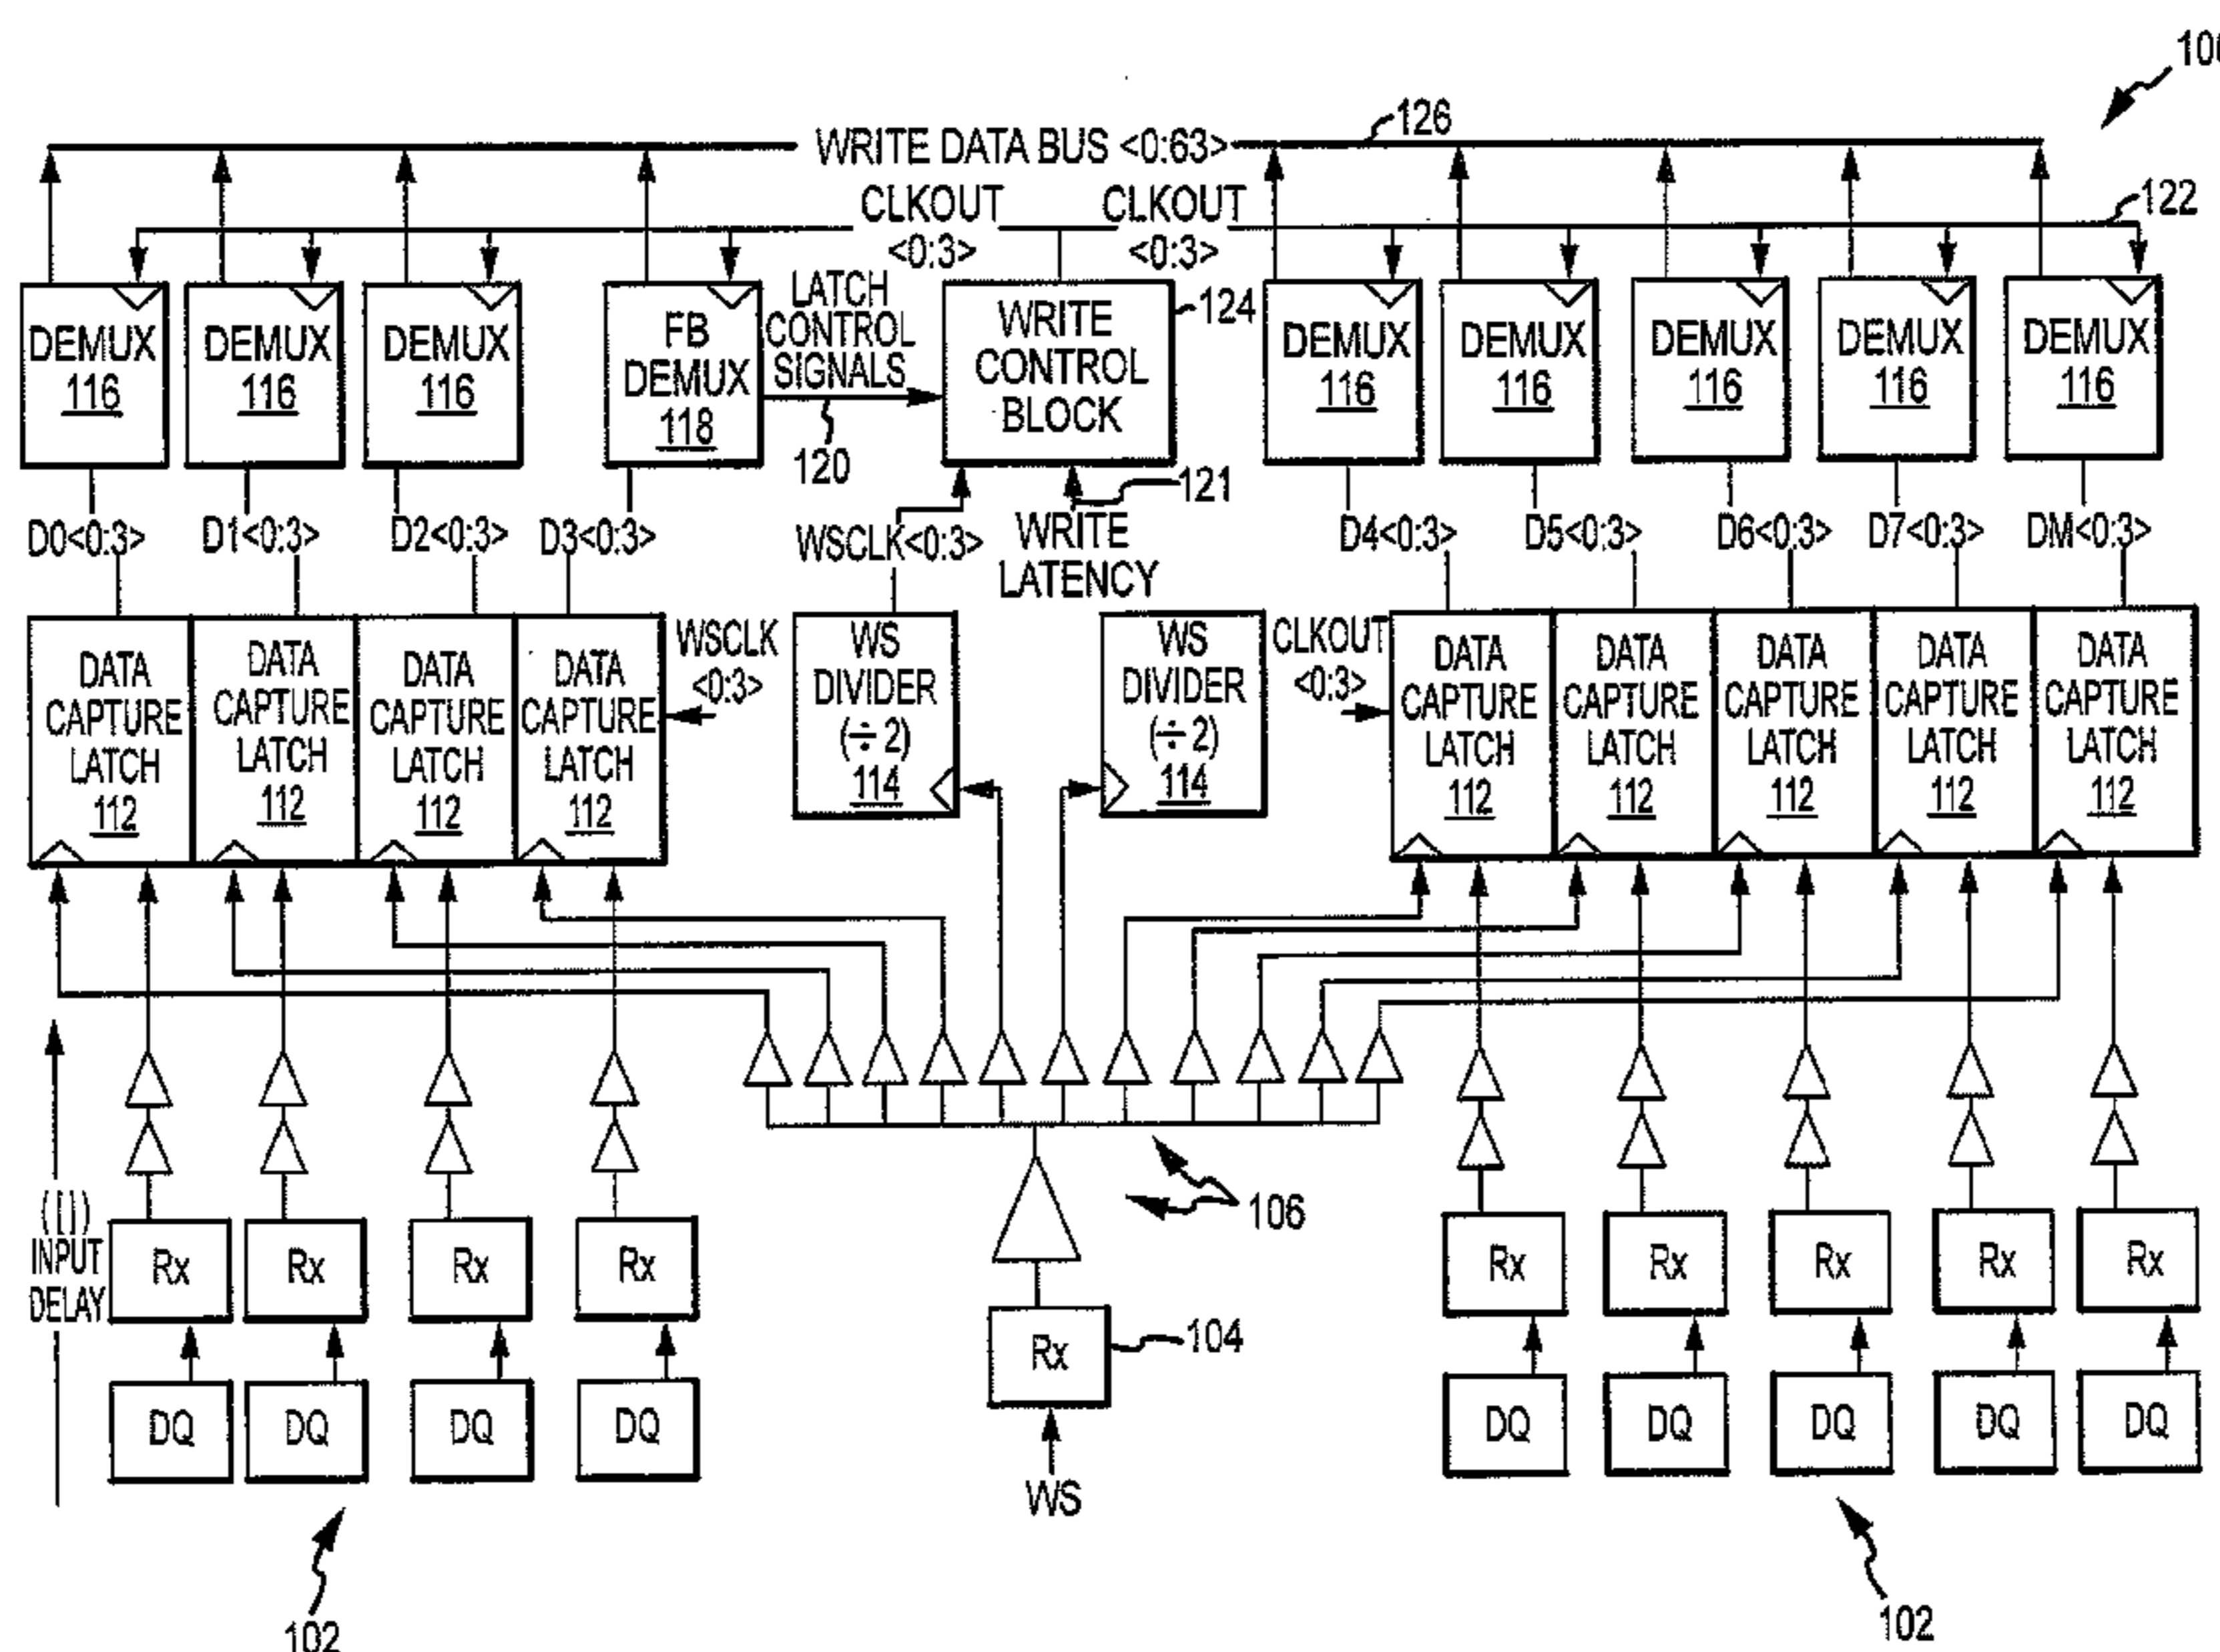 100
126
WRITE DATA BUS <0:63>
CLKOUT
<0:3>
CLKOUT
<0:3>
122
DEMUX
116
DEMUX
116
DEMUX
116
FB
DEMUX
118
LATCH
CONTROL
SIGNALS
120
WRITE
CONTROL
BLOCK
124
DEMUX
116
DEMUX
116
DEMUX
116
DEMUX
116
DEMUX
116
121
D0<0:3>
D1<0:3>
D2<0:3>
D3<0:3>
WSCLK<0:3>
WRITE
LATENCY
D4<0:3>
D5<0:3>
D6<0:3>
D7<0:3>
DM<0:3>
DATA
CAPTURE
LATCH
112
DATA
CAPTURE
LATCH
112
DATA
CAPTURE
LATCH
112
DATA
CAPTURE
LATCH
112
WSCLK
<0:3>
WS
DIVIDER
(÷2)
114
WS
DIVIDER
(÷2)
114
CLKOUT
<0:3>
DATA
CAPTURE
LATCH
112
DATA
CAPTURE
LATCH
112
DATA
CAPTURE
LATCH
112
DATA
CAPTURE
LATCH
112
DATA
CAPTURE
LATCH
112
([])
INPUT
DELAY
106
Rx
Rx
Rx
Rx
Rx
104
Rx
Rx
Rx
Rx
Rx
DQ
DQ
DQ
DQ
WS
DQ
DQ
DQ
DQ
DQ
102
102